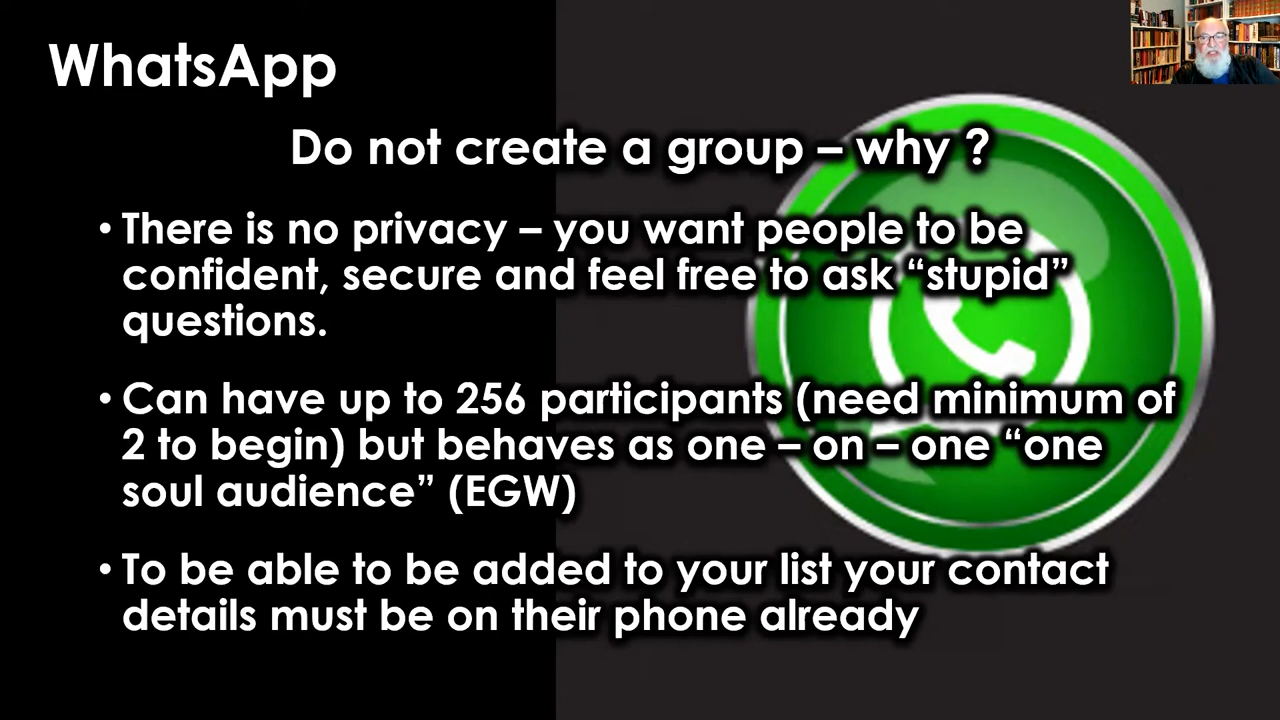 WhatsApp
Do not create a group – why ?
• There is no privacy – you want people to be
confident, secure and feel free to ask “stupid”
questions.
• Can have up to 256 participants (need minimum of
2 to begin) but behaves as one – on – one “one
soul audience” (EGW)
• To be able to be added to your list your contact
details must be on their phone already